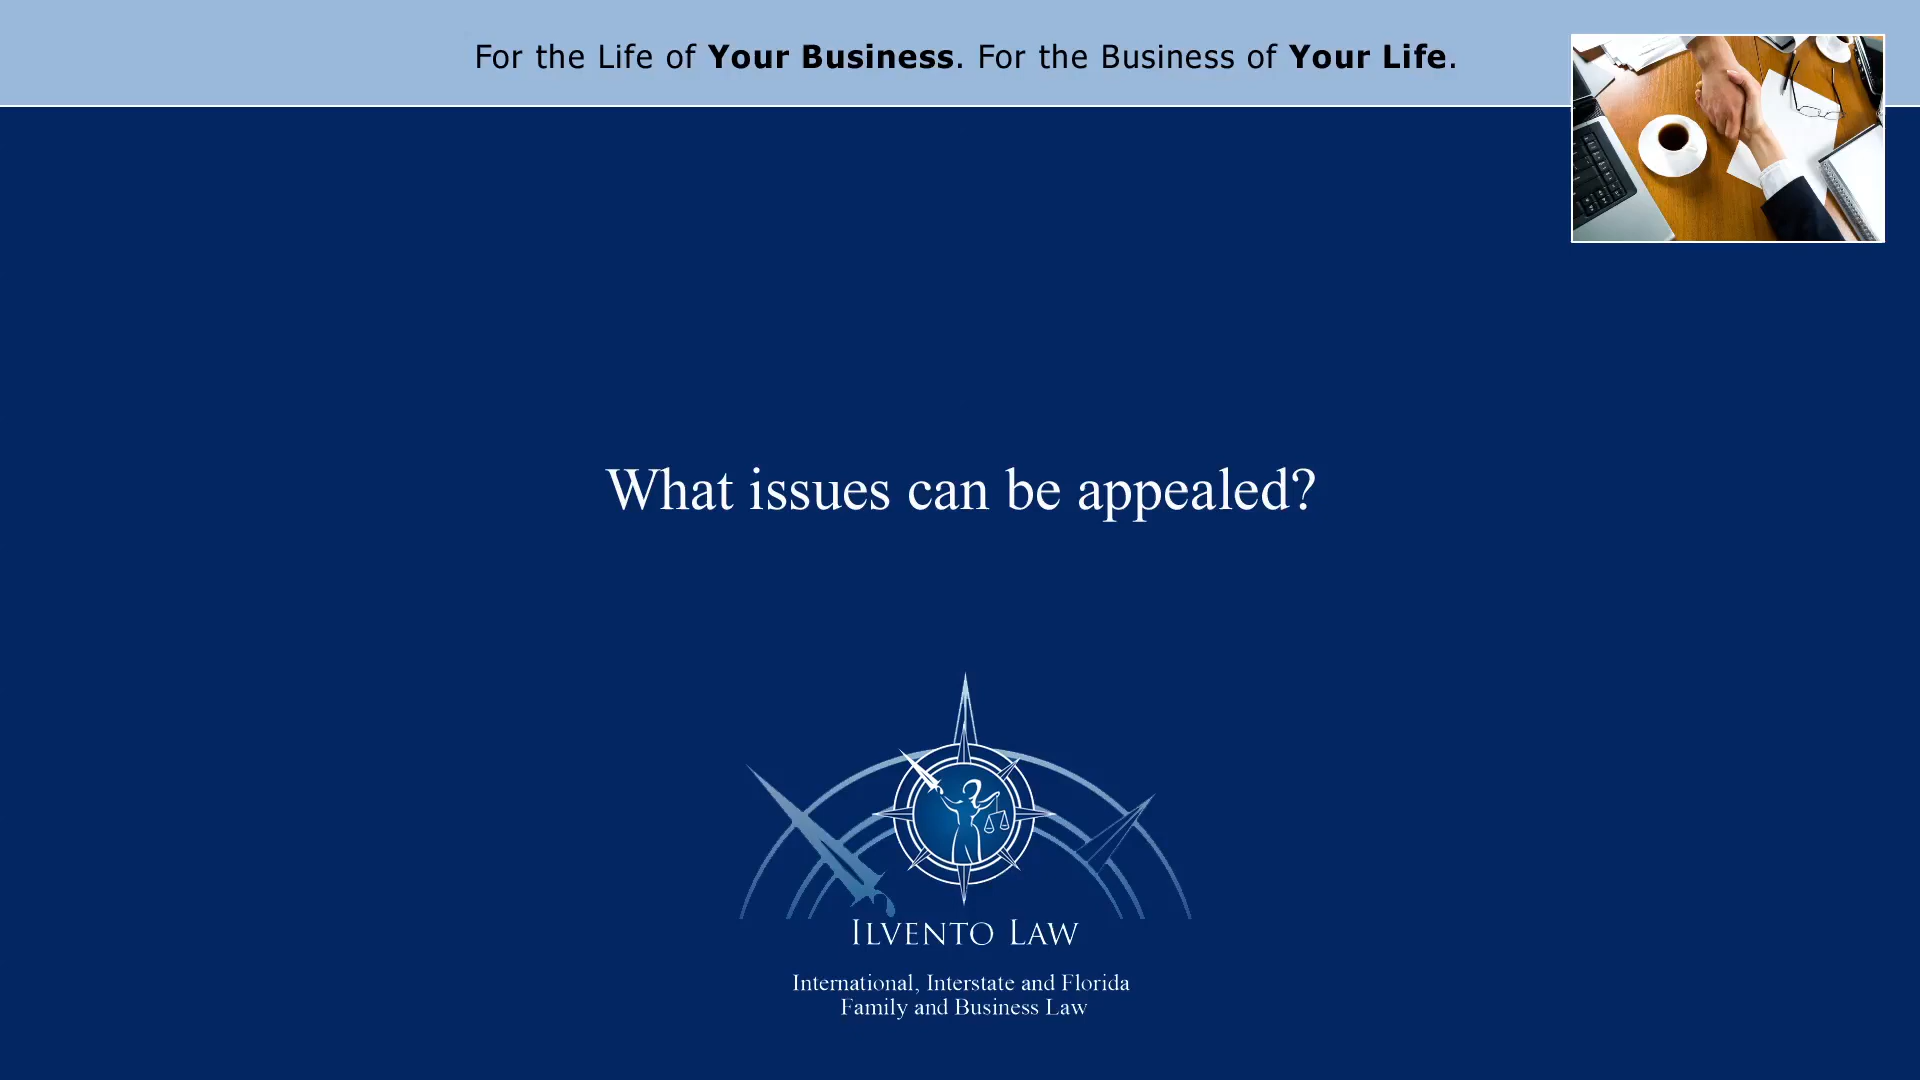 For the Life of Your Business. For the Business of Your Life.
What issues can be appealed?
ILVENTO LAW
International, Interstate and Florida
Family and Business Law